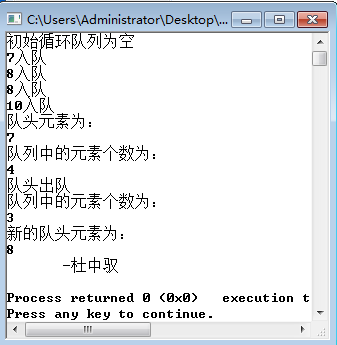 C:\Users\Administrator\Desktop\...
初始循环队列为空
7入队
8入队
8入队
10入队
队头元素为:
7
队列中的元素个数为:
4
队头出队
队列中的元素个数为:
3
新的队头元素为:
8
-杜中驭
Process returned 0 (0x0) execution t
Press any key to continue.